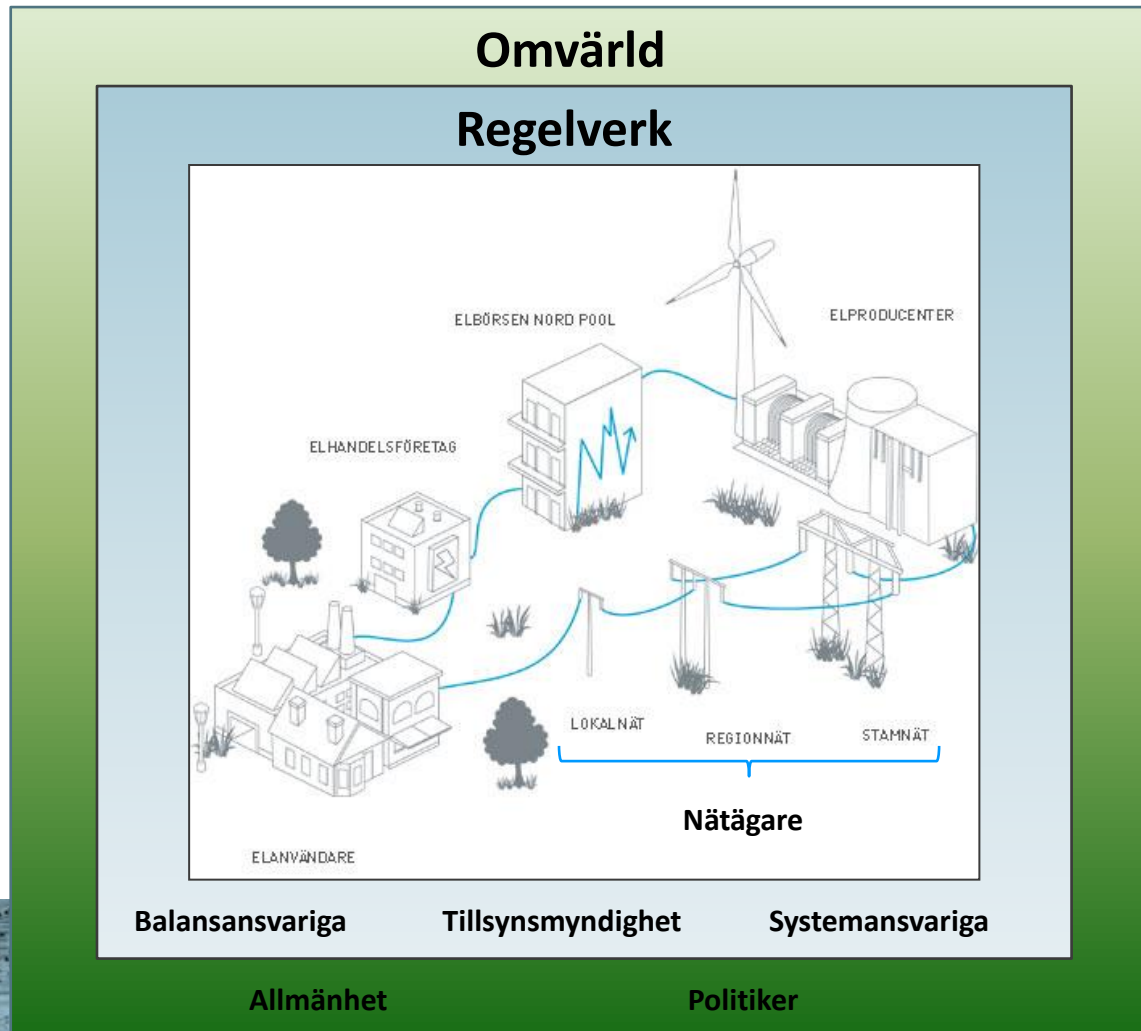 Omvärld
Regelverk
ELBÖRSEN NORD POOL
ELPRODUCENTER
ELHANDELSFÖRETAG
LOKALNÄT
REGIONNÄT
STAMNÄT
Nätägare
ELANVÄNDARE
Balansansvariga
Tillsynsmyndighet
Systemansvariga
Allmänhet
Politiker